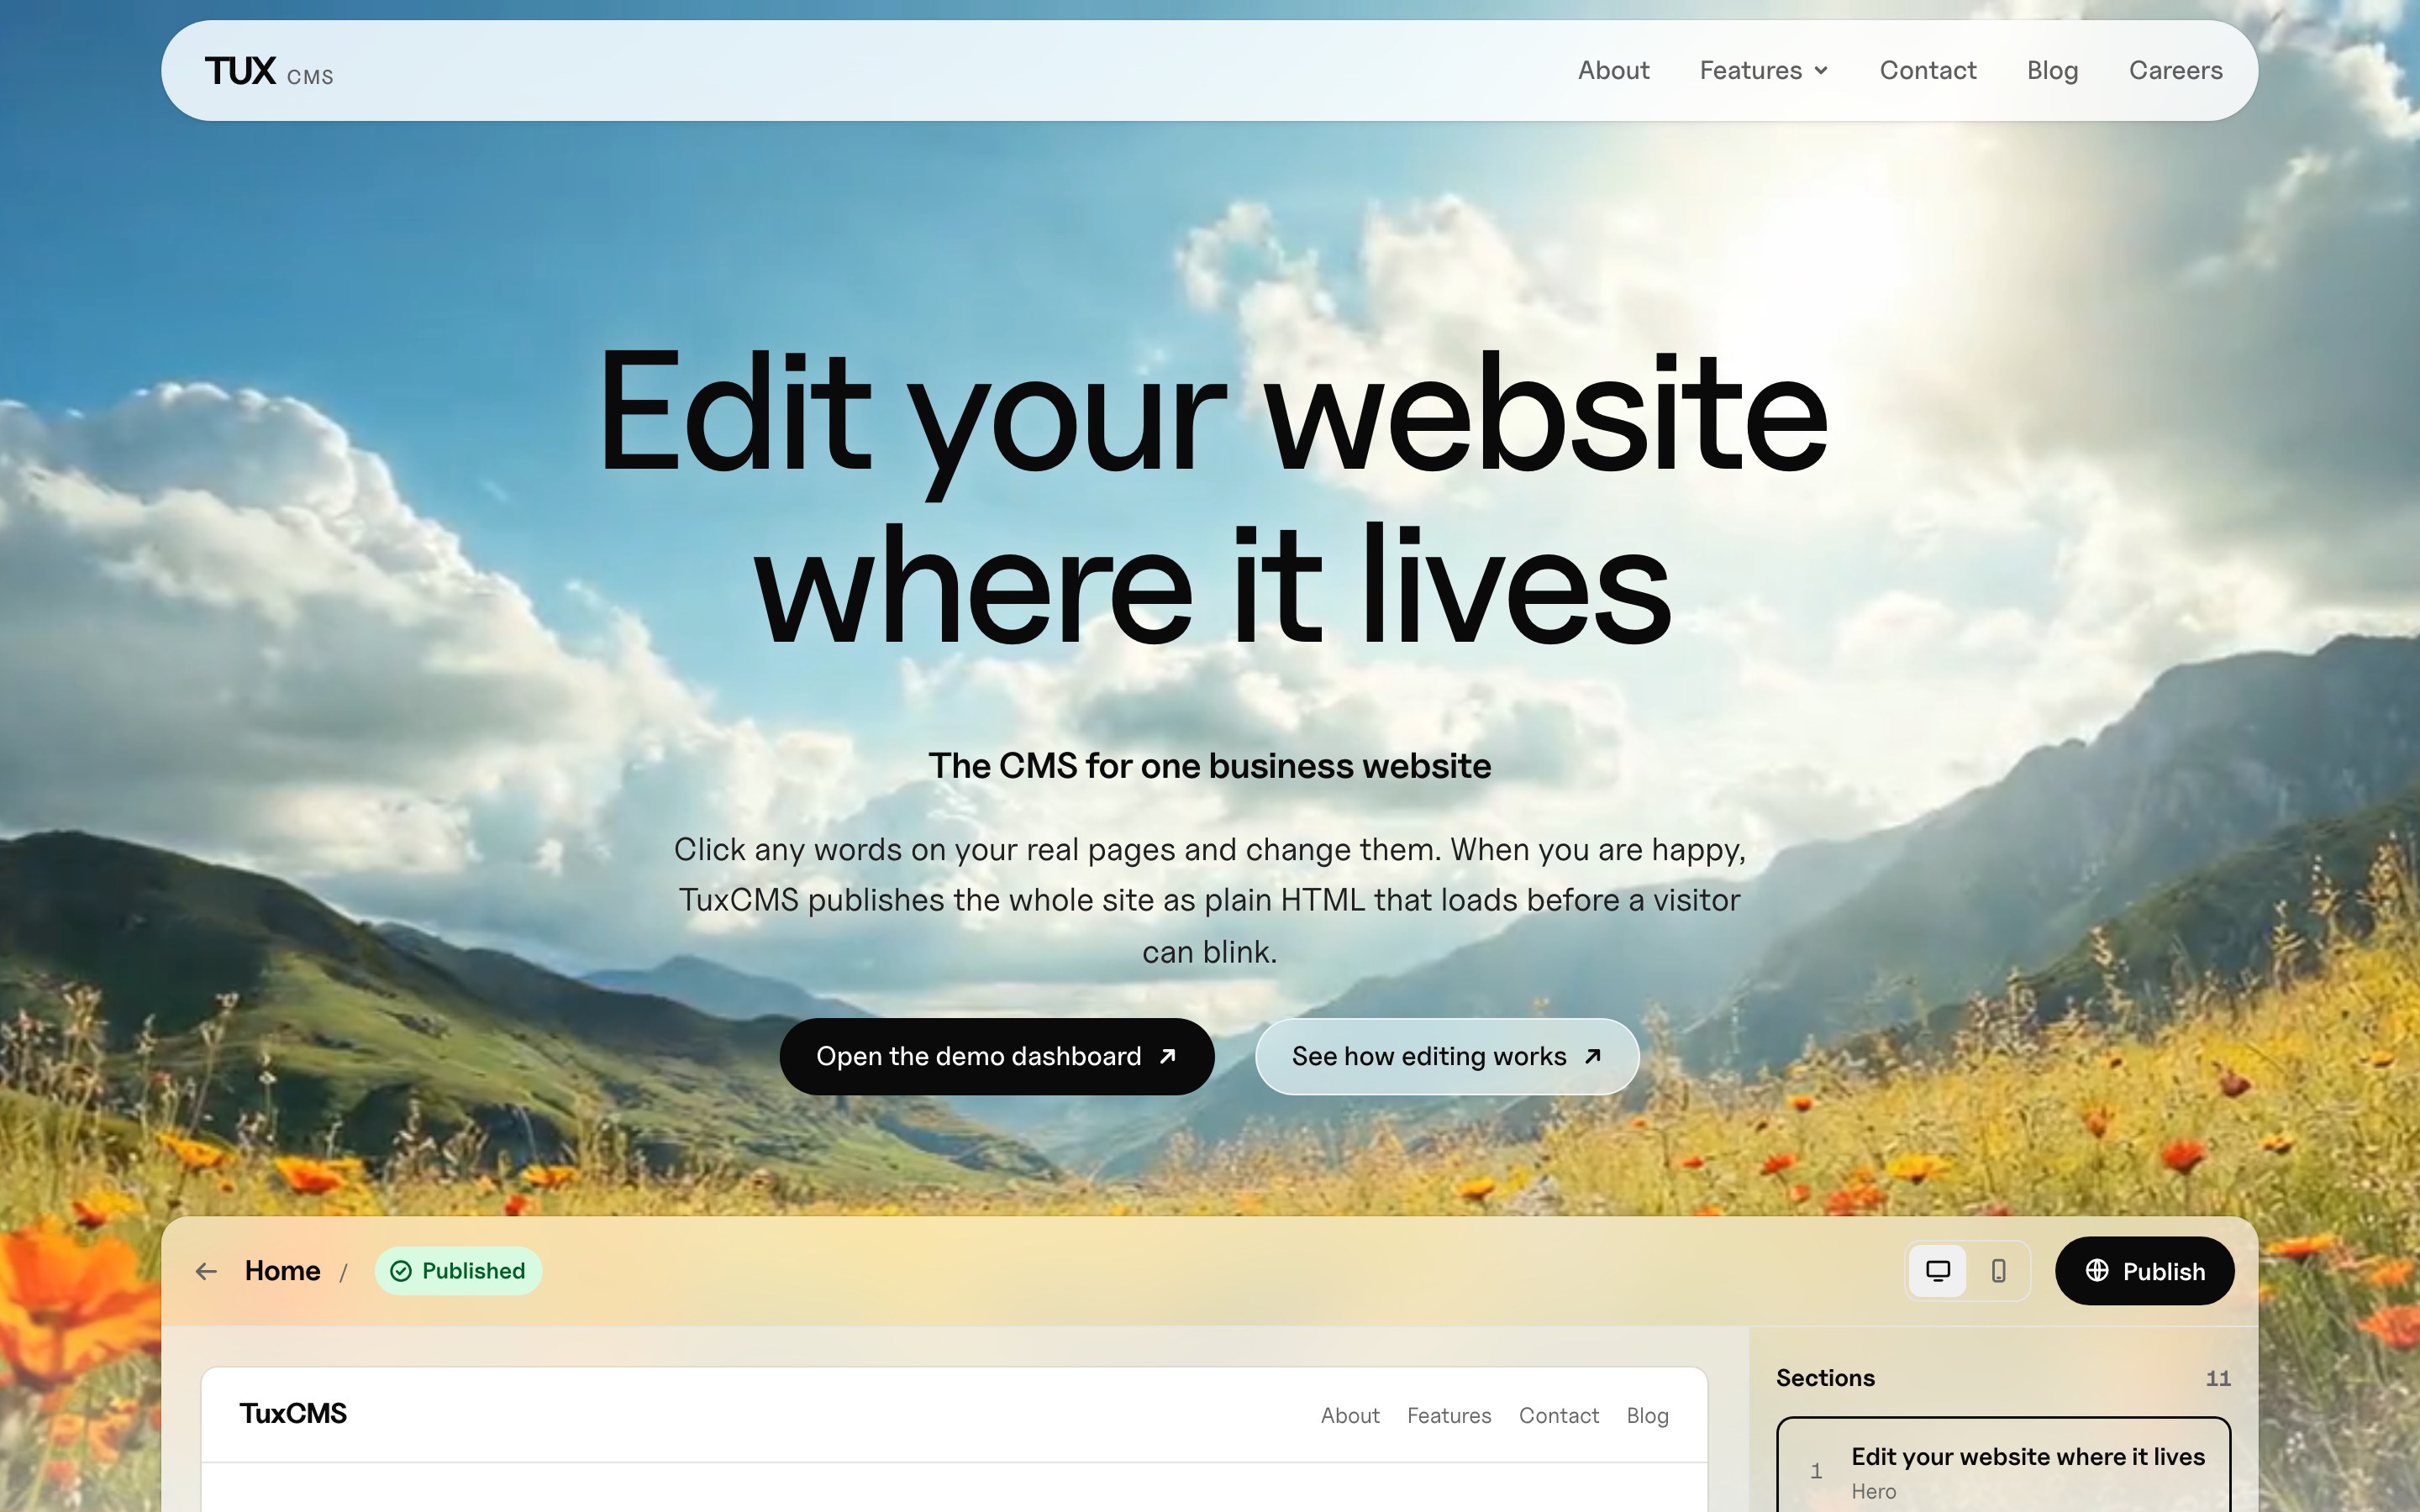 TUX CMS
About Features Contact Blog Careers
Edit your website
where it lives
The CMS for one business website
Click any words on your real pages and change them. When you are happy,
TuxCMS publishes the whole site as plain HTML that loads before a visitor
can blink.
Open the demo dashboard
See how editing works
Home / Published
Publish
TuxCMS
About Features Contact Blog
Sections 11
1 Edit your website where it lives
Hero